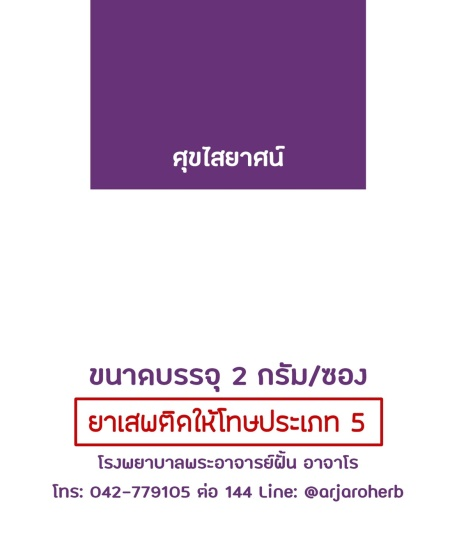 ศุขไสยาศน์
ขนาดบรรจุ 2 กรัม/ซอง
ยาเสพติดให้โทษประเภท 5
โรงพยาบาลพระอาจารย์ฝั้น อาจาโร
โทร: 042-779105 ต่อ 144 Line: @arjaroherb